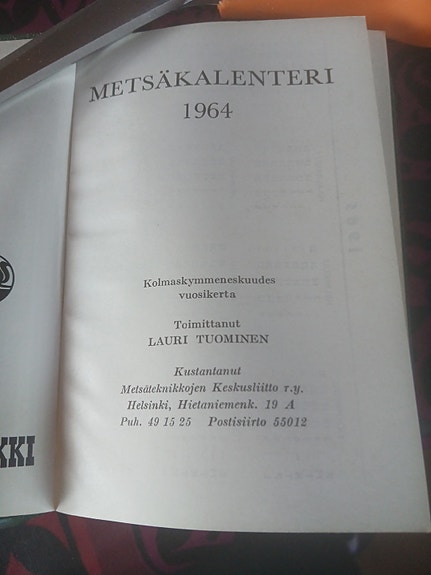 METSÄKALENTERI
1964
Kolmaskymmeneskuudes
vuosikerta
Toimittanut
LAURI TUOMINEN
Kustantanut
Metsäteknikkojen Keskusliitto r.y.
Helsinki, Hietaniemenk. 19 A
Puh. 49 15 25 Postisiirto 55012
KKI